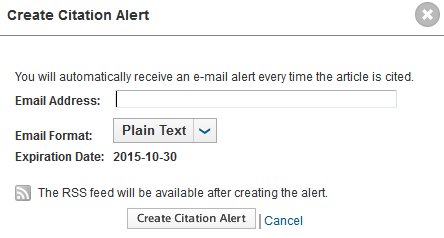 Create Citation Alert
You will automatically receive an e-mail alert every time the article is cited.
Email Address:
Email Format: Plain Text
Expiration Date: 2015-10-30
The RSS feed will be available after creating the alert.
Create Citation Alert | Cancel